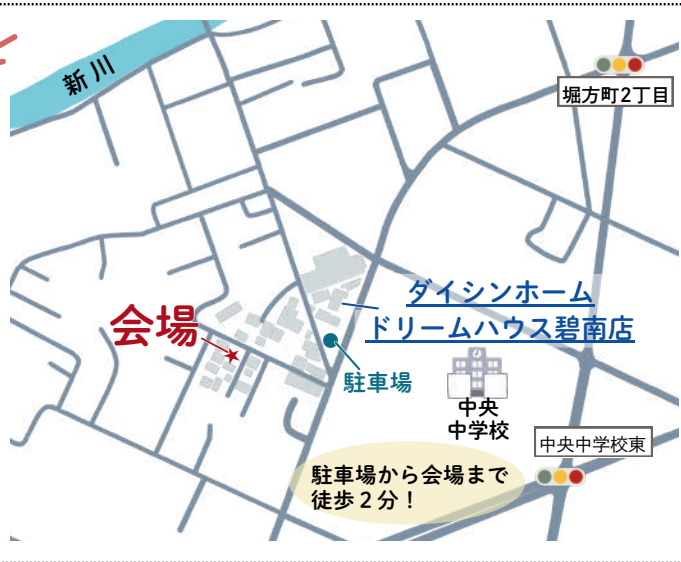 新川
堀方町2丁目
ダイシンホーム
ドリームハウス碧南店
会場
駐車場
中央
中学校
中央中学校東
駐車場から会場まで
徒歩2分!